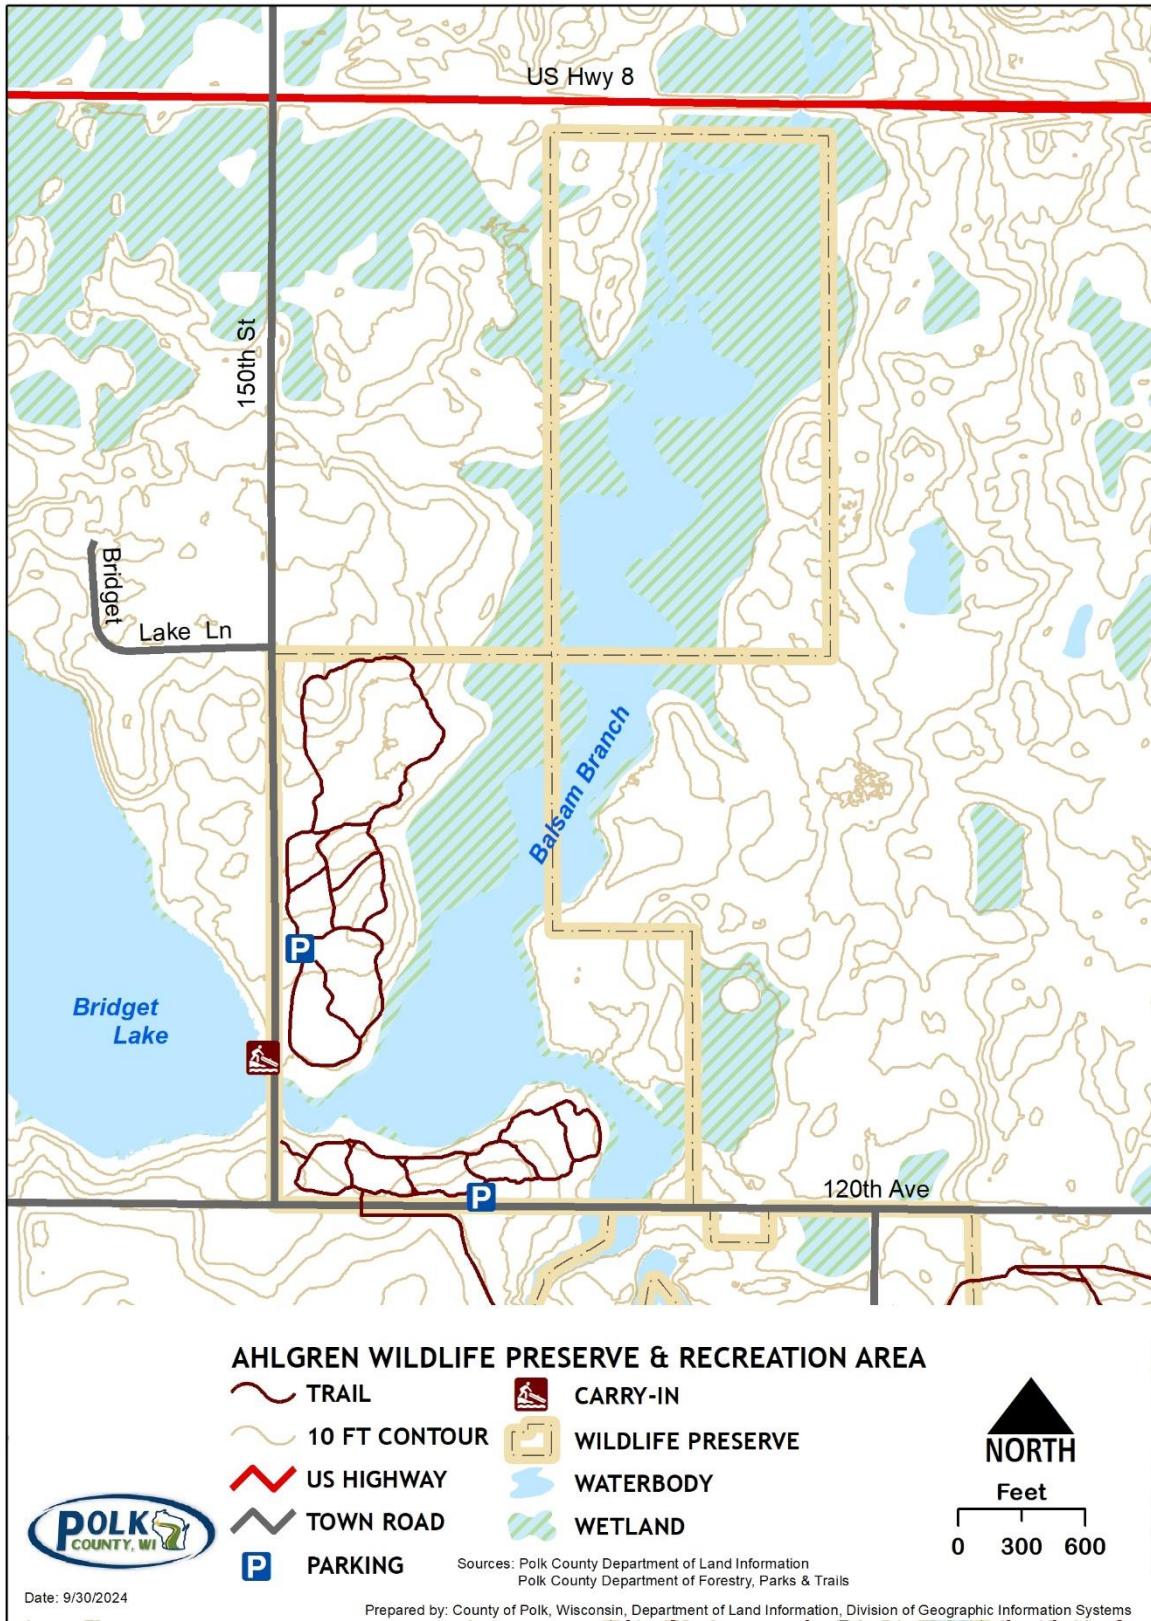 US Hwy 8
150th St
Bridget
Lake Ln
Balsam Branch
Bridget
Lake
P
P
120th Ave
AHLGREN WILDLIFE PRESERVE & RECREATION AREA
TRAIL
10 FT CONTOUR
US HIGHWAY
TOWN ROAD
P PARKING
CARRY-IN
WILDLIFE PRESERVE
WATERBODY
WETLAND
NORTH
Feet
0 300 600
POLK
COUNTY, WI
Sources: Polk County Department of Land Information
Polk County Department of Forestry, Parks & Trails
Date: 9/30/2024
Prepared by: County of Polk, Wisconsin, Department of Land Information, Division of Geographic Information Systems